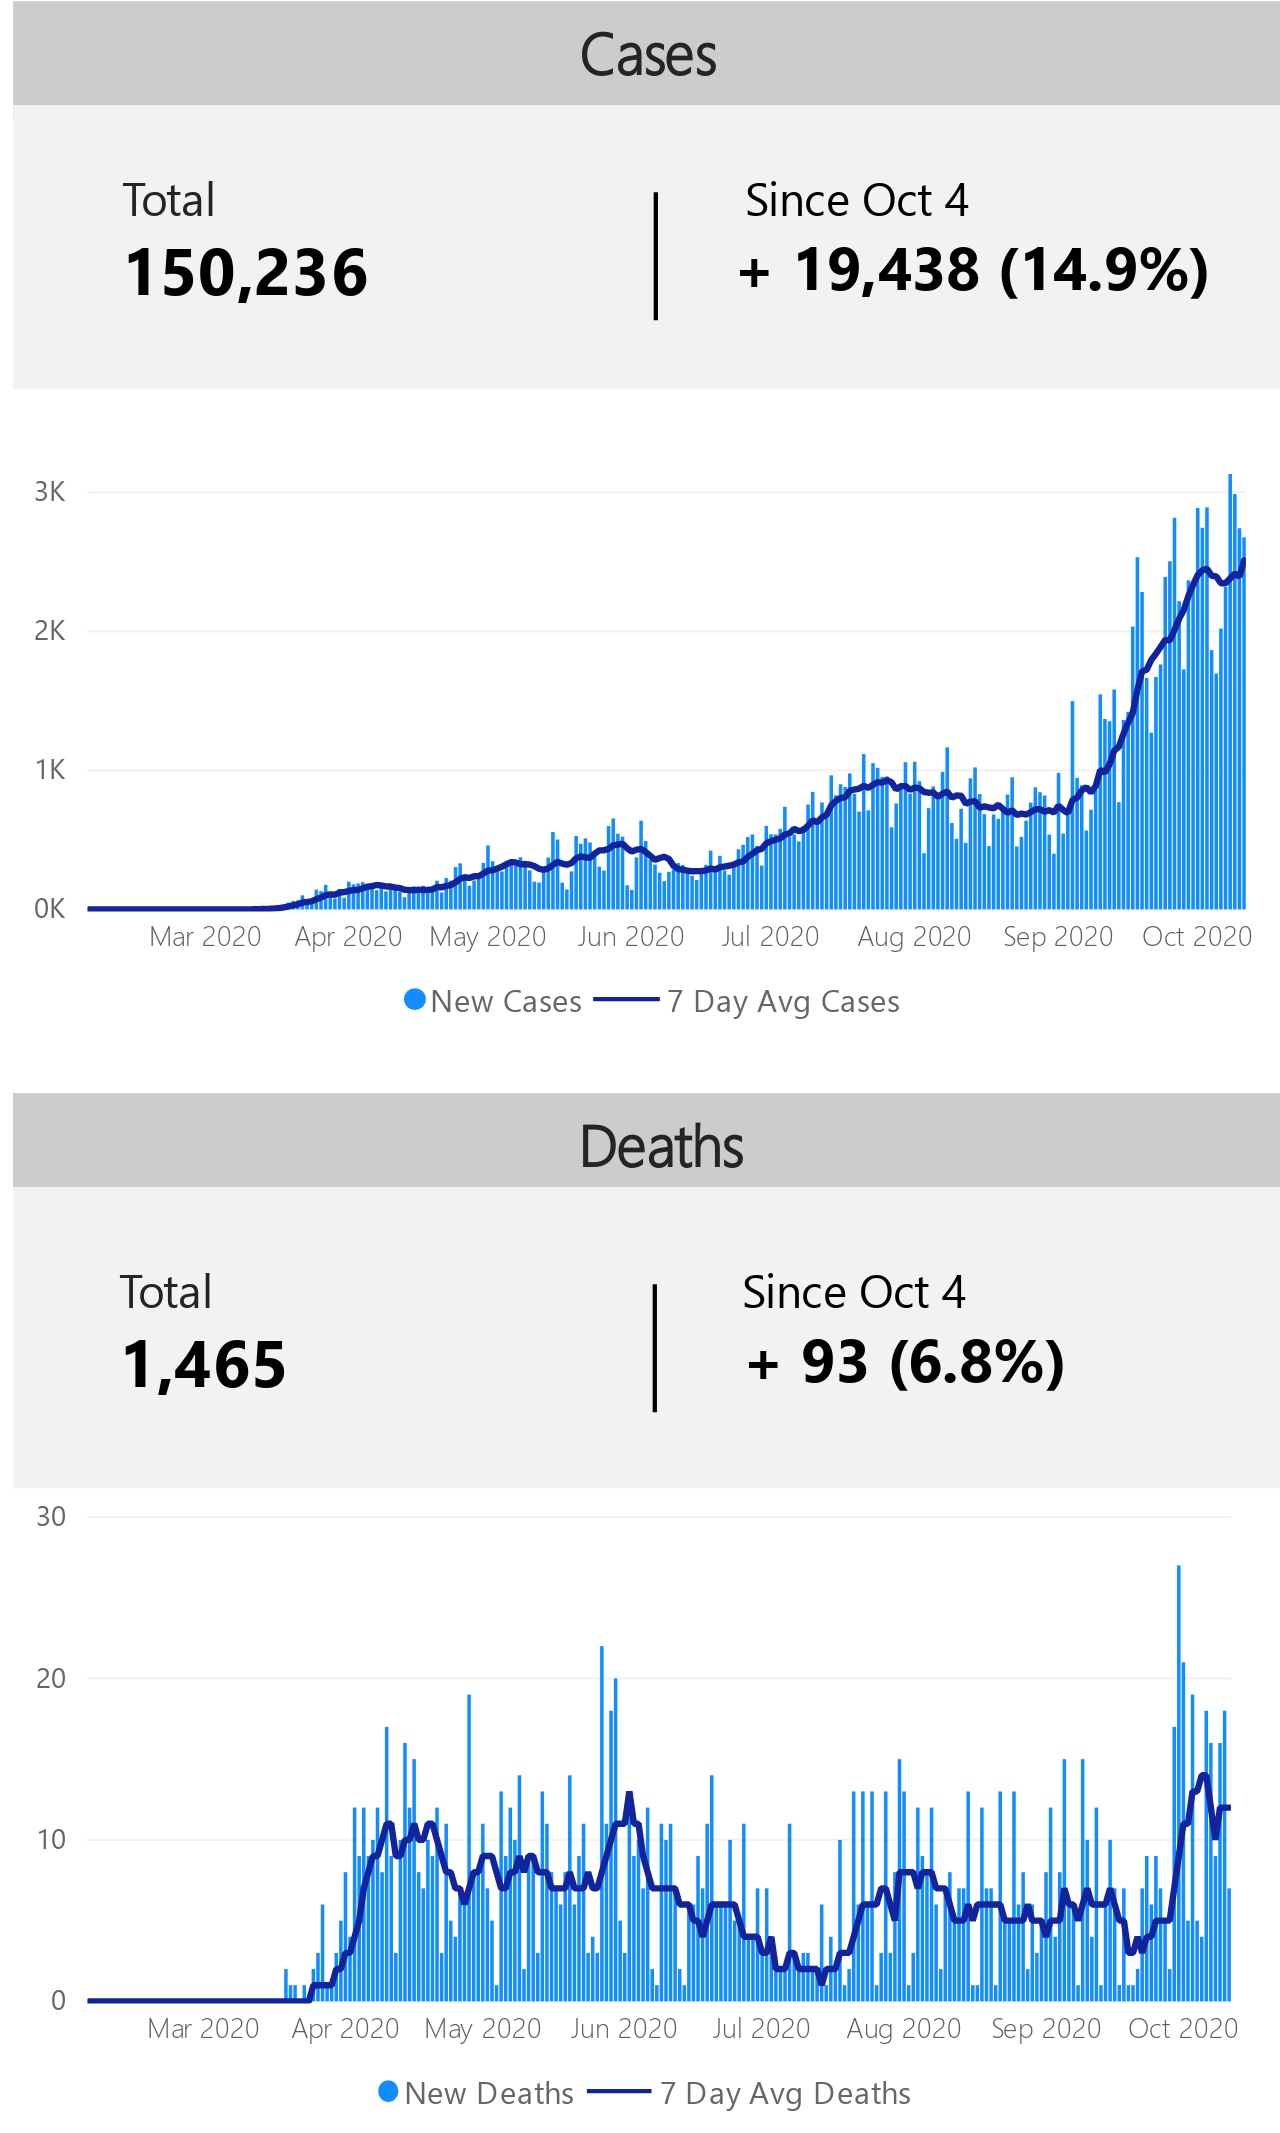 Cases
Total
Since Oct 4
150,236
+ 19,438 (14.9%)
3K
2K
1K
0K
Mar 2020 Apr 2020 May 2020 Jun 2020 Jul 2020 Aug 2020 Sep 2020 Oct 2020
New Cases 7 Day Avg Cases
Deaths
Total
Since Oct 4
1,465
+ 93 (6.8%)
30
20
10
0
Mar 2020 Apr 2020 May 2020 Jun 2020 Jul 2020 Aug 2020 Sep 2020 Oct 2020
New Deaths 7 Day Avg Deaths